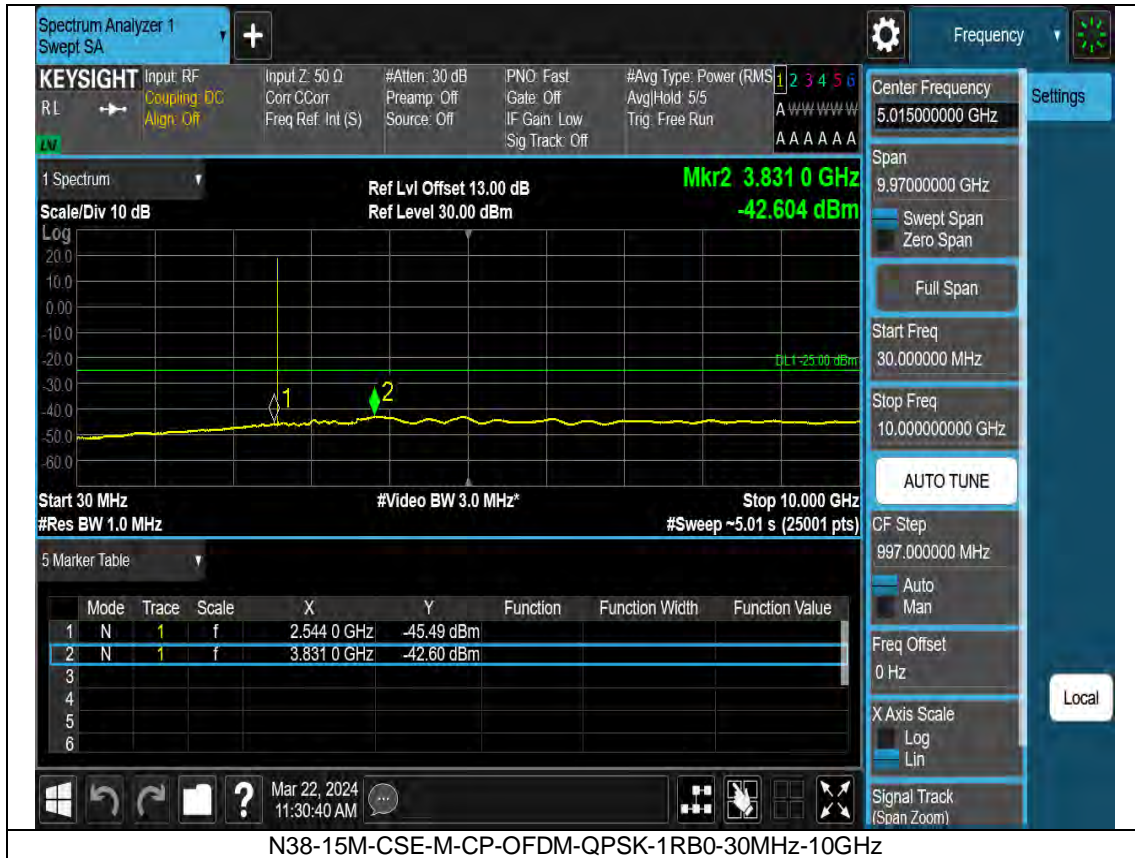 Spectrum Analyzer 1
Swept SA
+
Frequency
KEYSIGHT
RL
LXI
Input: RF
Coupling: DC
Align: Off
Input Z: 50 Ω
Corr CCorr
Freq Ref: Int (S)
#Atten: 30 dB
Preamp: Off
Source: Off
PNO: Fast
Gate: Off
IF Gain: Low
Sig Track: Off
#Avg Type: Power (RMS
Avg|Hold: 5/5
Trig: Free Run
1 2 3 4 5 6
A W W W W W
A A A A A A
1 Spectrum
Scale/Div 10 dB
Ref Lvl Offset 13.00 dB
Ref Level 30.00 dBm
Mkr2 3.831 0 GHz
-42.604 dBm
Log
20.0
10.0
0.00
-10.0
-20.0
-30.0
-40.0
-50.0
-60.0
DL1 -25.00 dBm
1
2
Start 30 MHz
#Res BW 1.0 MHz
#Video BW 3.0 MHz*
Stop 10.000 GHz
#Sweep ~5.01 s (25001 pts)
5 Marker Table
Mode Trace Scale X Y Function Function Width Function Value
1 N 1 f 2.544 0 GHz -45.49 dBm
2 N 1 f 3.831 0 GHz -42.60 dBm
3
4
5
6
?
Mar 22, 2024
11:30:40 AM
Center Frequency
5.015000000 GHz
Span
9.97000000 GHz
Swept Span
Zero Span
Full Span
Start Freq
30.000000 MHz
Stop Freq
10.000000000 GHz
AUTO TUNE
CF Step
997.000000 MHz
Auto
Man
Freq Offset
0 Hz
X Axis Scale
Log
Lin
Signal Track
(Span Zoom)
Settings
Local
N38-15M-CSE-M-CP-OFDM-QPSK-1RB0-30MHz-10GHz